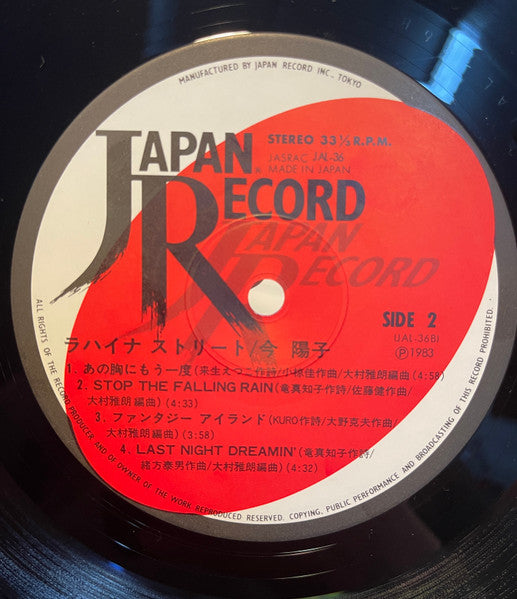 MANUFACTURED BY JAPAN RECORD INC., TOKYO
JAPAN RECORD
STEREO 33 1/3 R.P.M.
JASRAC JAL-36
® MADE IN JAPAN
JAPAN RECORD
SIDE 2
(JAL-36B)
Ⓟ1983
ラハイナ ストリート/今 陽子
1. あの胸にもう一度(来生えつこ作詩/小椋佳作曲/大村雅朗編曲)(4:58)
2. STOP THE FALLING RAIN(竜真知子作詩/佐藤健作曲/
大村雅朗編曲)(4:33)
3. ファンタジー アイランド(KURO作詩/大野克夫作曲/
大村雅朗編曲)(3:58)
4. LAST NIGHT DREAMIN'(竜真知子作詩/
緒方泰男作曲/大村雅朗編曲)(4:32)
ALL RIGHTS OF THE RECORD PRODUCER AND OF OWNER OF THE WORK REPRODUCED RESERVED. COPYING, PUBLIC PERFORMANCE AND BROADCASTING OF THIS RECORD PROHIBITED.